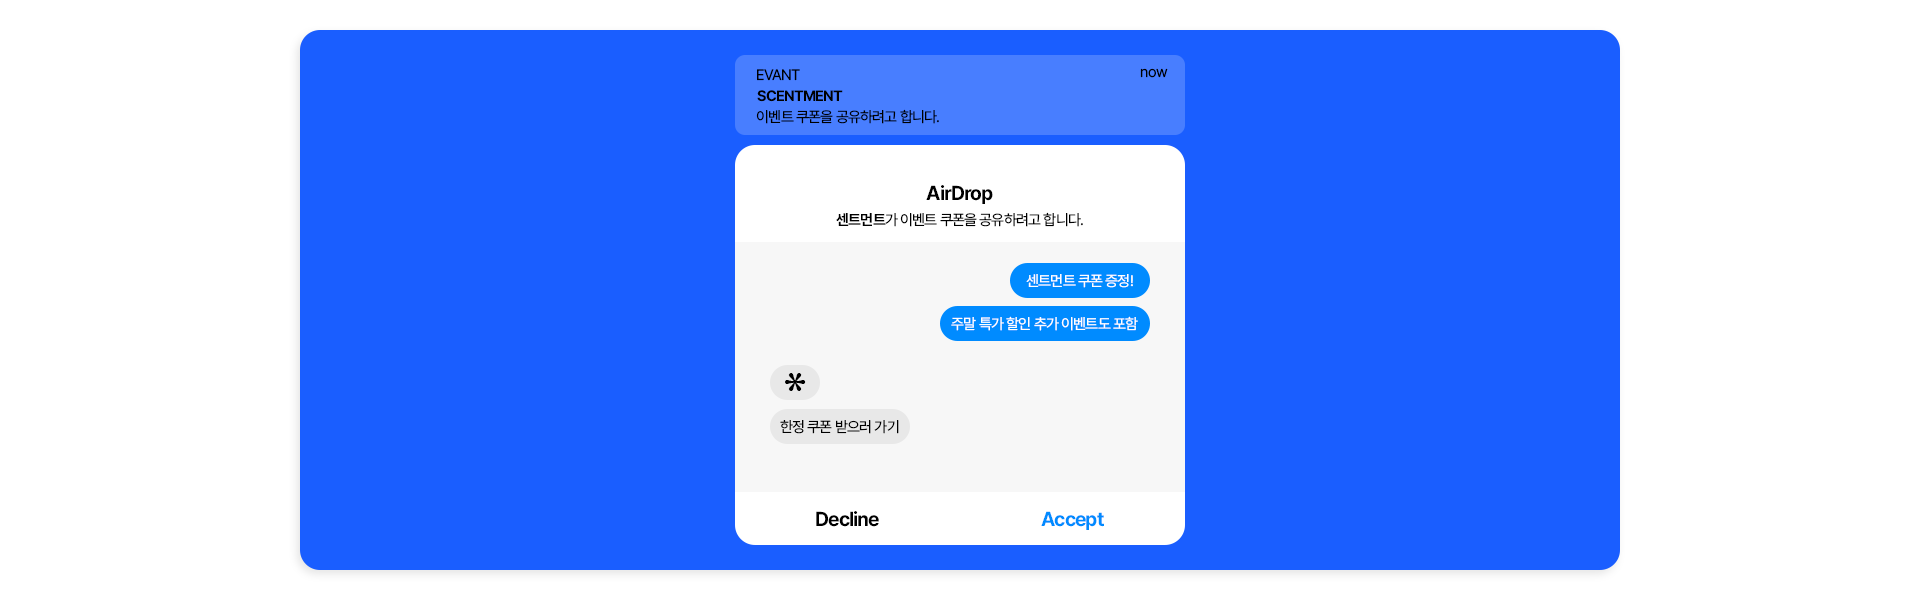 EVANT
now
SCENTMENT
이벤트 쿠폰을 공유하려고 합니다.
AirDrop
센트먼트가 이벤트 쿠폰을 공유하려고 합니다.
센트먼트 쿠폰 증정!
주말 특가 할인 추가 이벤트도 포함
한정 쿠폰 받으러 가기
Decline
Accept